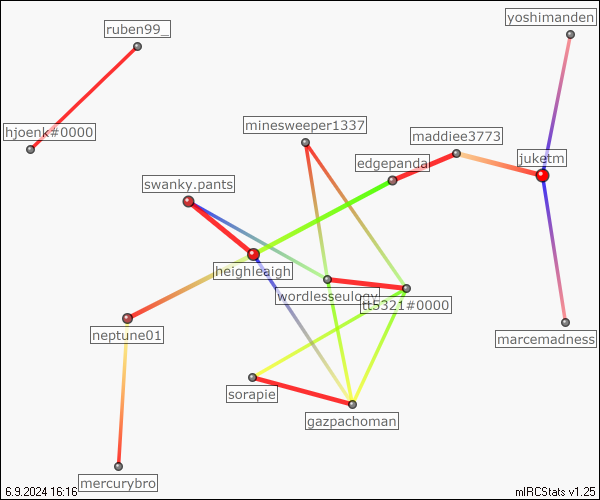 yoshimanden
ruben99_
minesweeper1337
hjoenk#0000
maddiee3773
juketm
edgepanda
swanky.pants
heighleaigh
wordlesseulogy
tt5321#0000
neptune01
marcemadness
sorapie
gazpachoman
mercurybro
6.9.2024 16:16
mIRCStats v1.25